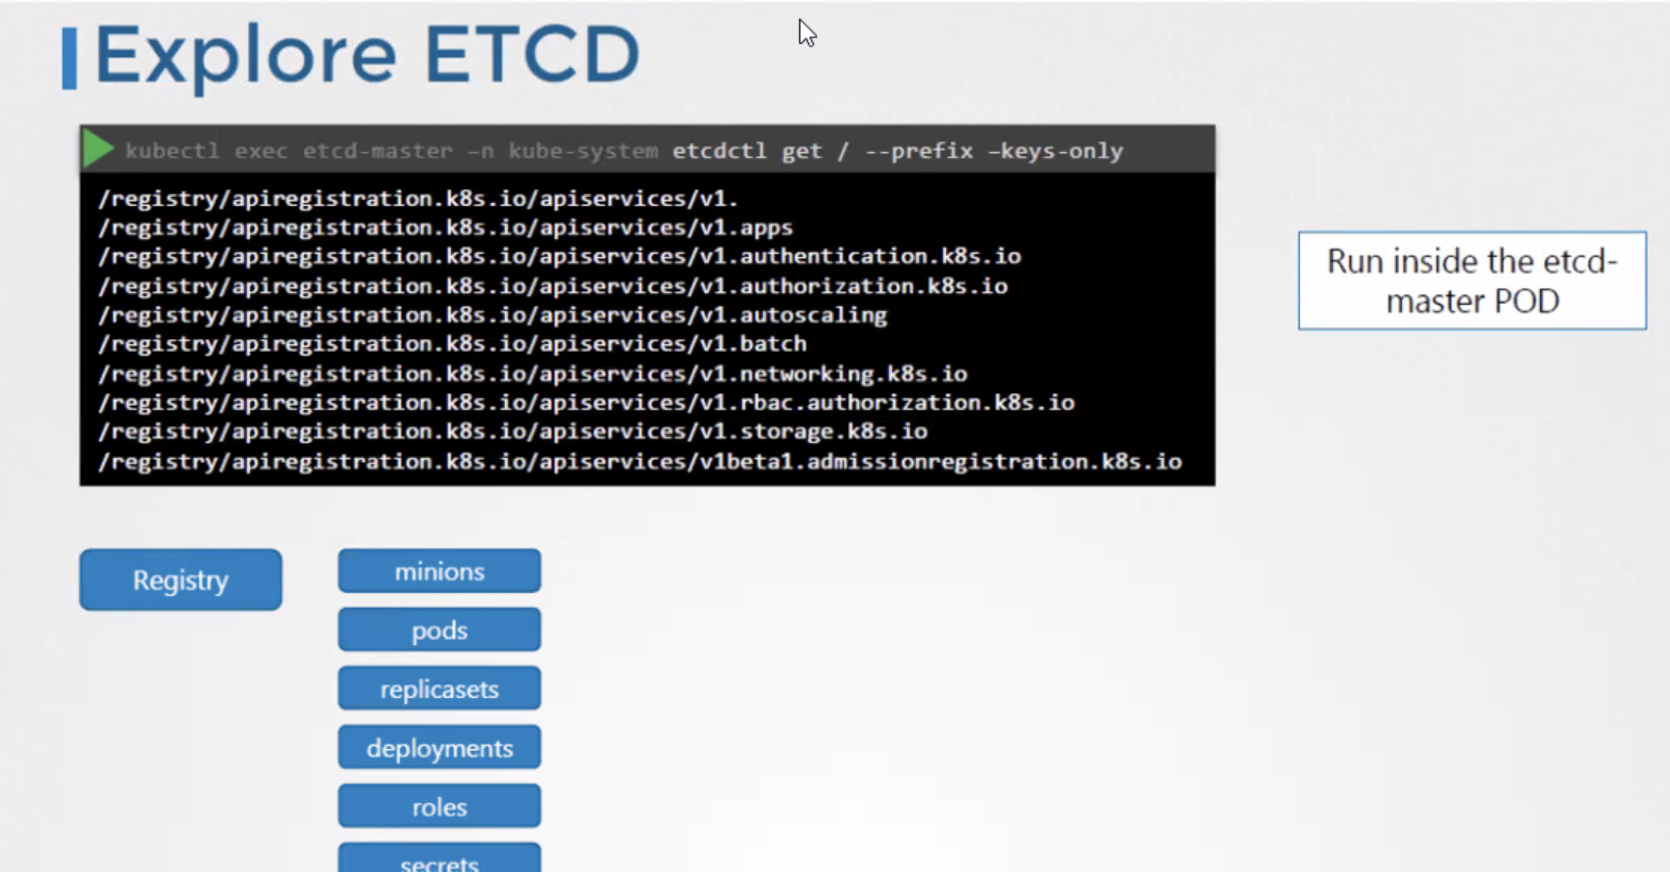 Explore ETCD
kubectl exec etcd-master –n kube-system etcdctl get / --prefix –keys-only
/registry/apiregistration.k8s.io/apiservices/v1.
/registry/apiregistration.k8s.io/apiservices/v1.apps
/registry/apiregistration.k8s.io/apiservices/v1.authentication.k8s.io
/registry/apiregistration.k8s.io/apiservices/v1.authorization.k8s.io
/registry/apiregistration.k8s.io/apiservices/v1.autoscaling
/registry/apiregistration.k8s.io/apiservices/v1.batch
/registry/apiregistration.k8s.io/apiservices/v1.networking.k8s.io
/registry/apiregistration.k8s.io/apiservices/v1.rbac.authorization.k8s.io
/registry/apiregistration.k8s.io/apiservices/v1.storage.k8s.io
/registry/apiregistration.k8s.io/apiservices/v1beta1.admissionregistration.k8s.io
Run inside the etcd-
master POD
Registry
minions
pods
replicasets
deployments
roles
secrets